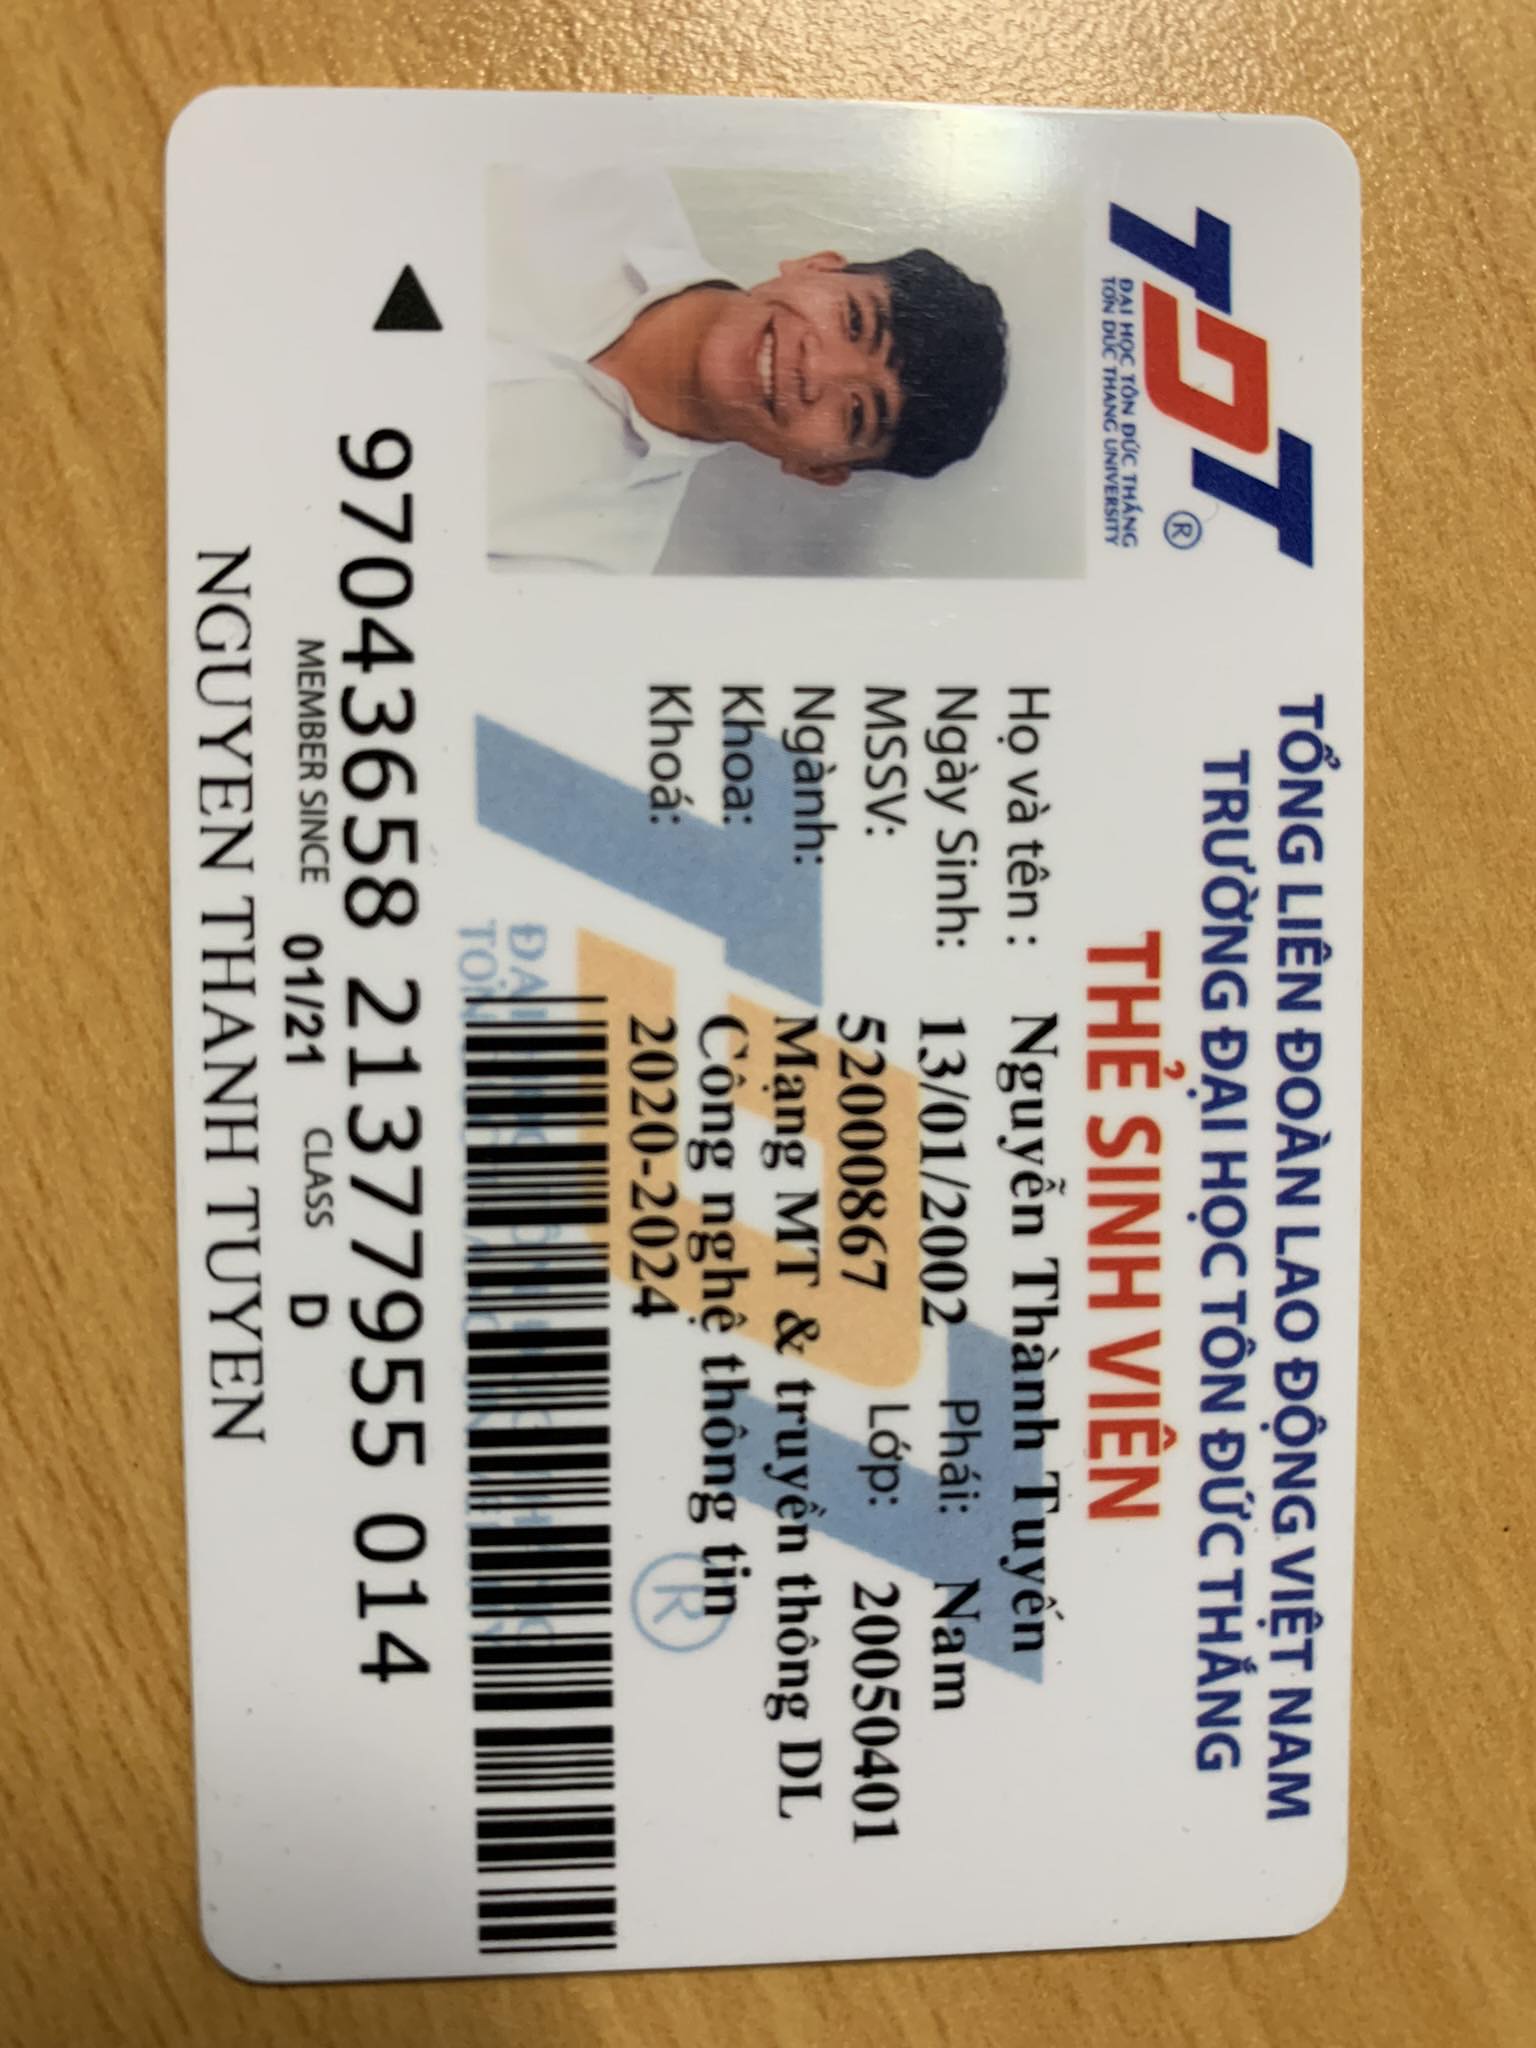 TDT®
ĐẠI HỌC TÔN ĐỨC THẮNG
TON DUC THANG UNIVERSITY
TỔNG LIÊN ĐOÀN LAO ĐỘNG VIỆT NAM
TRƯỜNG ĐẠI HỌC TÔN ĐỨC THẮNG
THẺ SINH VIÊN
Họ và tên : Nguyễn Thành Tuyến
Ngày Sinh: 13/01/2002 Phái: Nam
MSSV: 52000867 Lớp: 20050401
Ngành: Mạng MT & truyền thông DL
Khoa: Công nghệ thông tin
Khoá: 2020-2024
97043658 21377955 014
MEMBER SINCE 01/21 CLASS D
NGUYEN THANH TUYEN